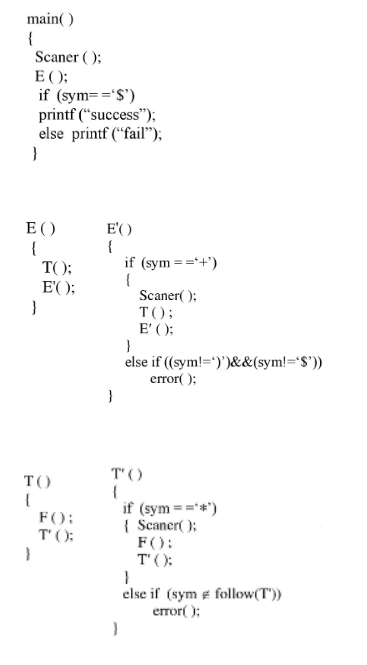 main( )
{
Scaner ( );
E ( );
if (sym= =‘$’)
printf (“success”);
else printf (“fail”);
}
E ( )
{
T( );
E'( );
}
E'( )
{
if (sym = =‘+’)
{
Scaner( );
T ( ) ;
E' ( );
}
else if ((sym!=‘)’)&&(sym!=‘$’))
error( );
}
T ( )
{
F ( ) ;
T' ( );
}
T' ( )
{
if (sym = =‘*’)
{ Scaner( );
F ( ) ;
T' ( );
}
else if (sym ∉ follow(T'))
error( );
}